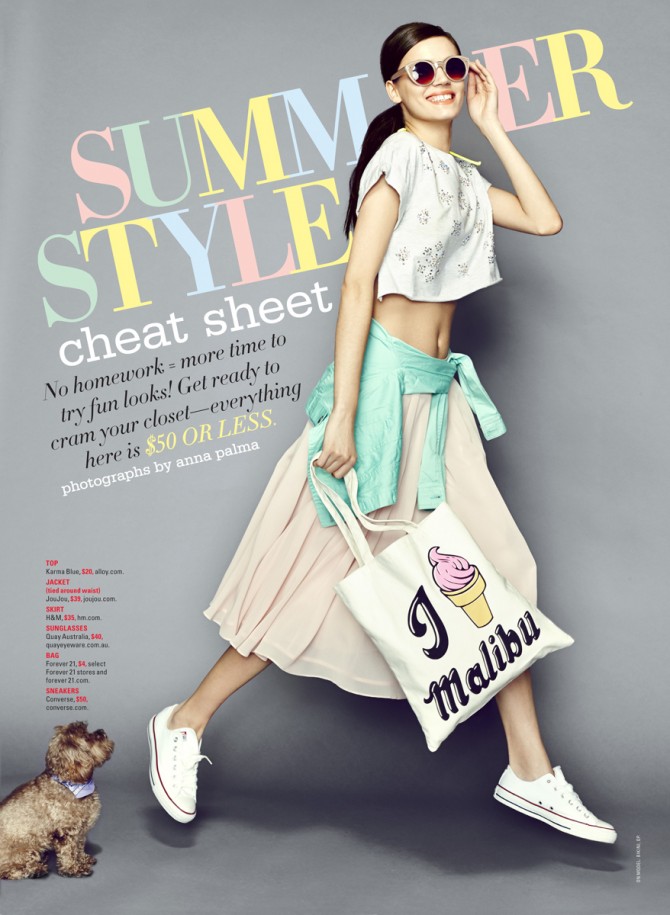 SUMMER
STYLE
cheat sheet
No homework = more time to
try fun looks! Get ready to
cram your closet—everything
here is $50 OR LESS.
photographs by anna palma
TOP
Karma Blue, $20, alloy.com.
JACKET
(tied around waist)
JouJou, $39, joujou.com.
SKIRT
H&M, $35, hm.com.
SUNGLASSES
Quay Australia, $40,
quayeyeware.com.au.
BAG
Forever 21, $4, select
Forever 21 stores and
forever21.com.
SNEAKERS
Converse, $50,
converse.com.
I
Malibu